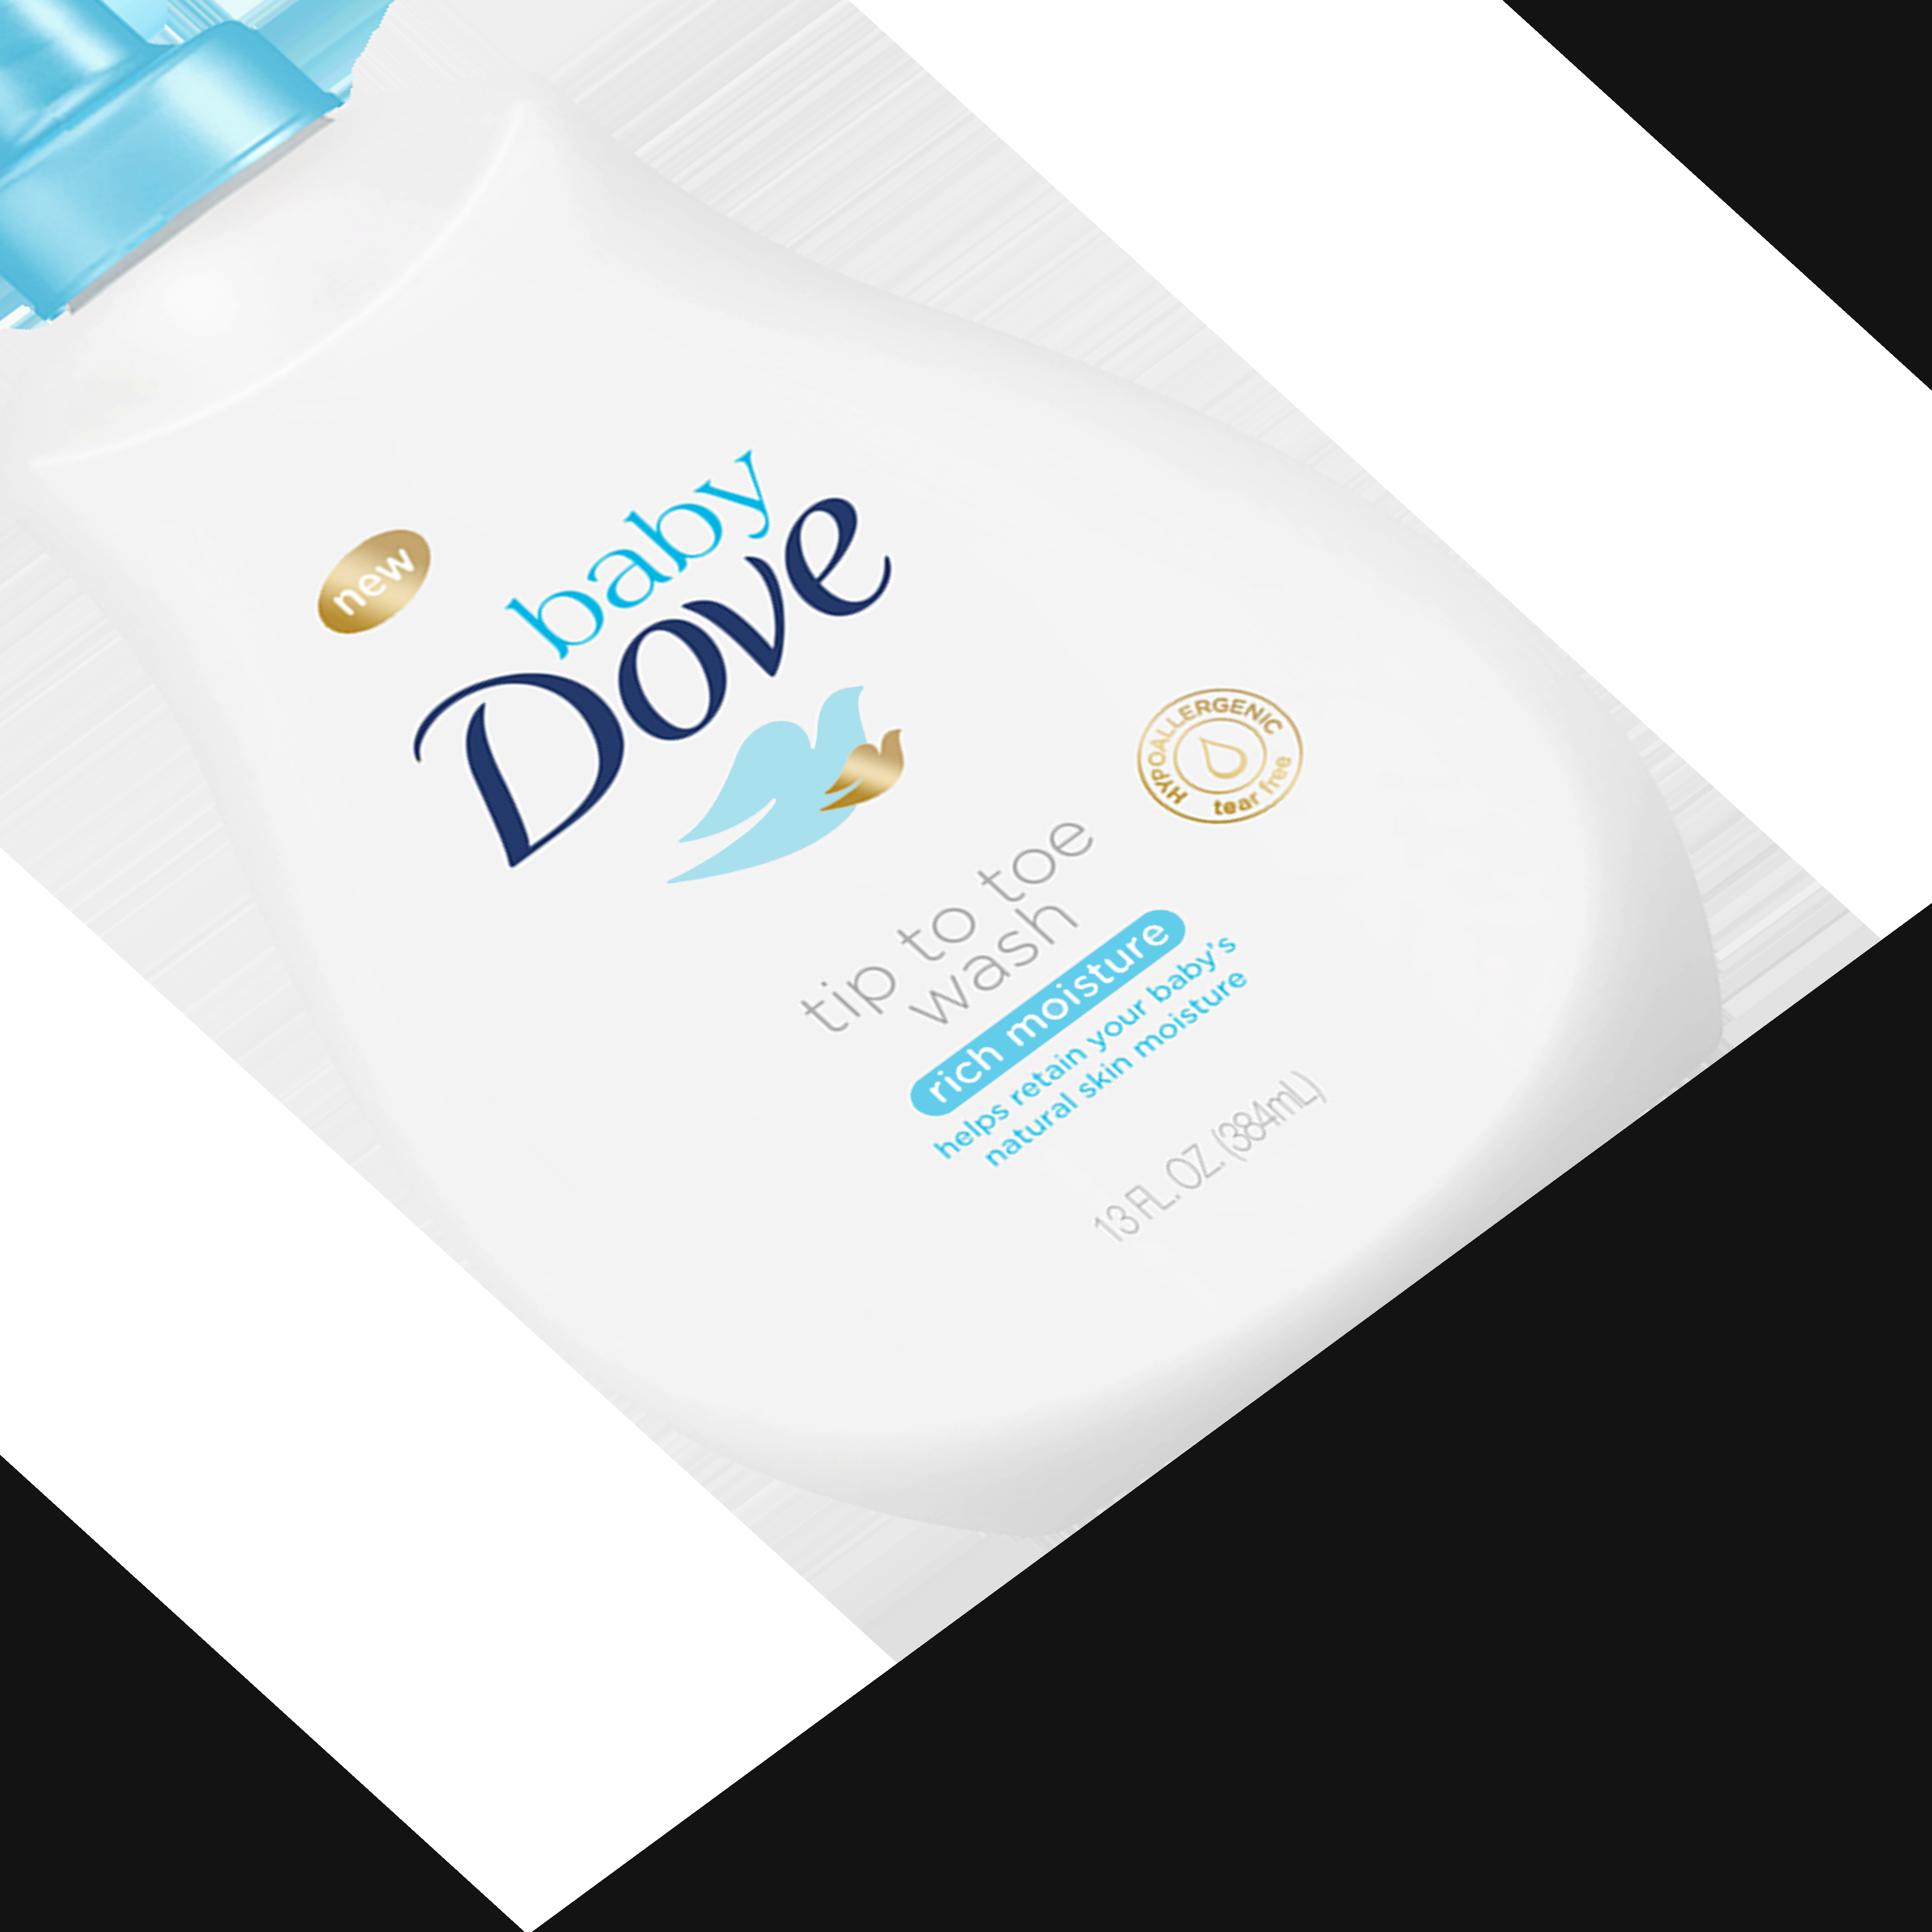 new
baby
Dove
HYPOALLERGENIC
tear free
tip to toe
wash
rich moisture
helps retain your baby's
natural skin moisture
13 FL. OZ. (384mL)